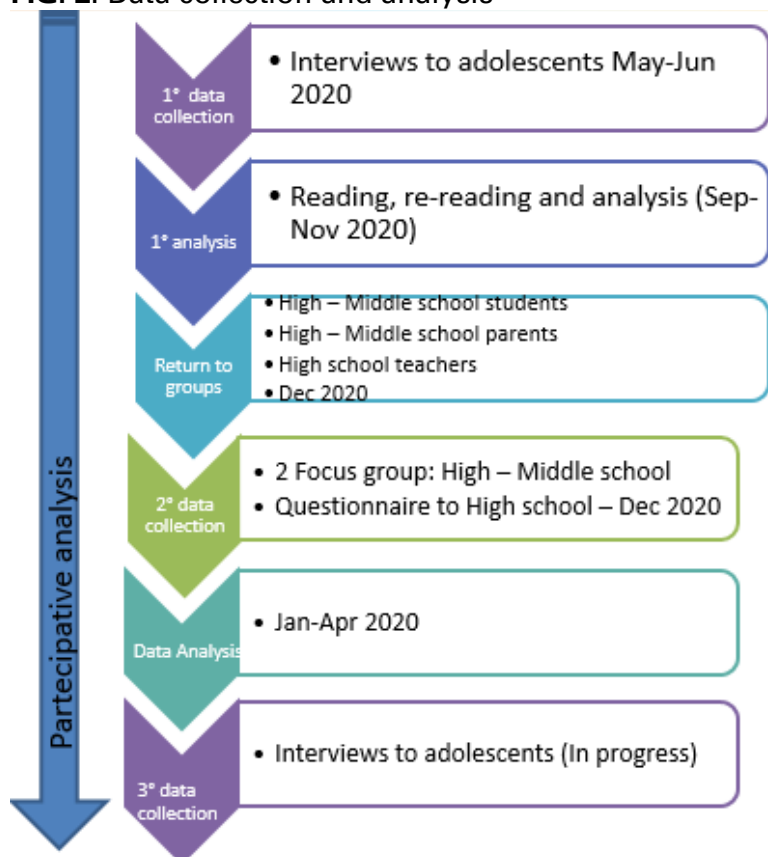 FIG. 2. Data collection and analysis
1° data
collection
• Interviews to adolescents May-Jun
2020
1° analysis
• Reading, re-reading and analysis (Sep-
Nov 2020)
Return to
groups
• High – Middle school students
• High – Middle school parents
• High school teachers
• Dec 2020
2° data
collection
• 2 Focus group: High – Middle school
• Questionnaire to High school – Dec 2020
Data Analysis
• Jan-Apr 2020
3° data
collection
• Interviews to adolescents (In progress)
Partecipative analysis